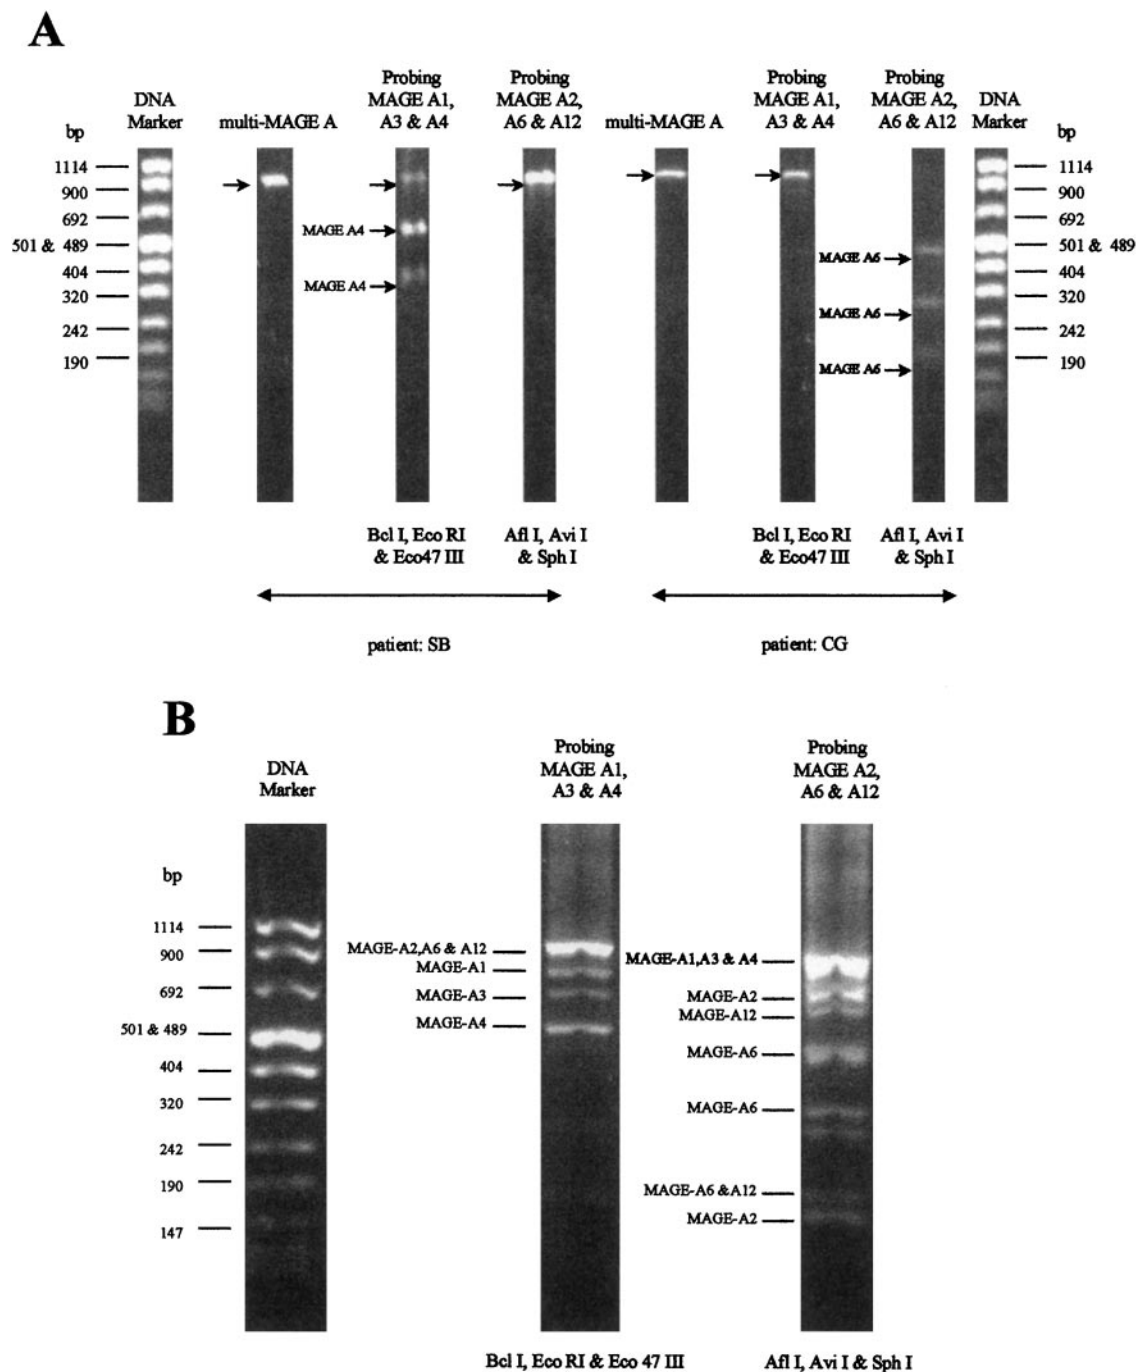 A
DNA
Marker
bp
multi-MAGE A
Probing
MAGE A1,
A3 & A4
Probing
MAGE A2,
A6 & A12
multi-MAGE A
Probing
MAGE A1,
A3 & A4
Probing
MAGE A2,
A6 & A12
DNA
Marker
bp
1114
900
692
501 & 489
404
320
242
190
MAGE A4
MAGE A4
MAGE A6
MAGE A6
MAGE A6
1114
900
692
501 & 489
404
320
242
190
Bcl I, Eco RI
& Eco47 III
Afl I, Avi I
& Sph I
Bcl I, Eco RI
& Eco47 III
Afl I, Avi I
& Sph I
patient: SB
patient: CG
B
DNA
Marker
Probing
MAGE A1,
A3 & A4
Probing
MAGE A2,
A6 & A12
bp
1114
900
692
501 & 489
404
320
242
190
147
MAGE-A2,A6 & A12
MAGE-A1
MAGE-A3
MAGE-A4
MAGE-A1,A3 & A4
MAGE-A2
MAGE-A12
MAGE-A6
MAGE-A6
MAGE-A6 &A12
MAGE-A2
Bcl I, Eco RI & Eco 47 III
Afl I, Avi I & Sph I